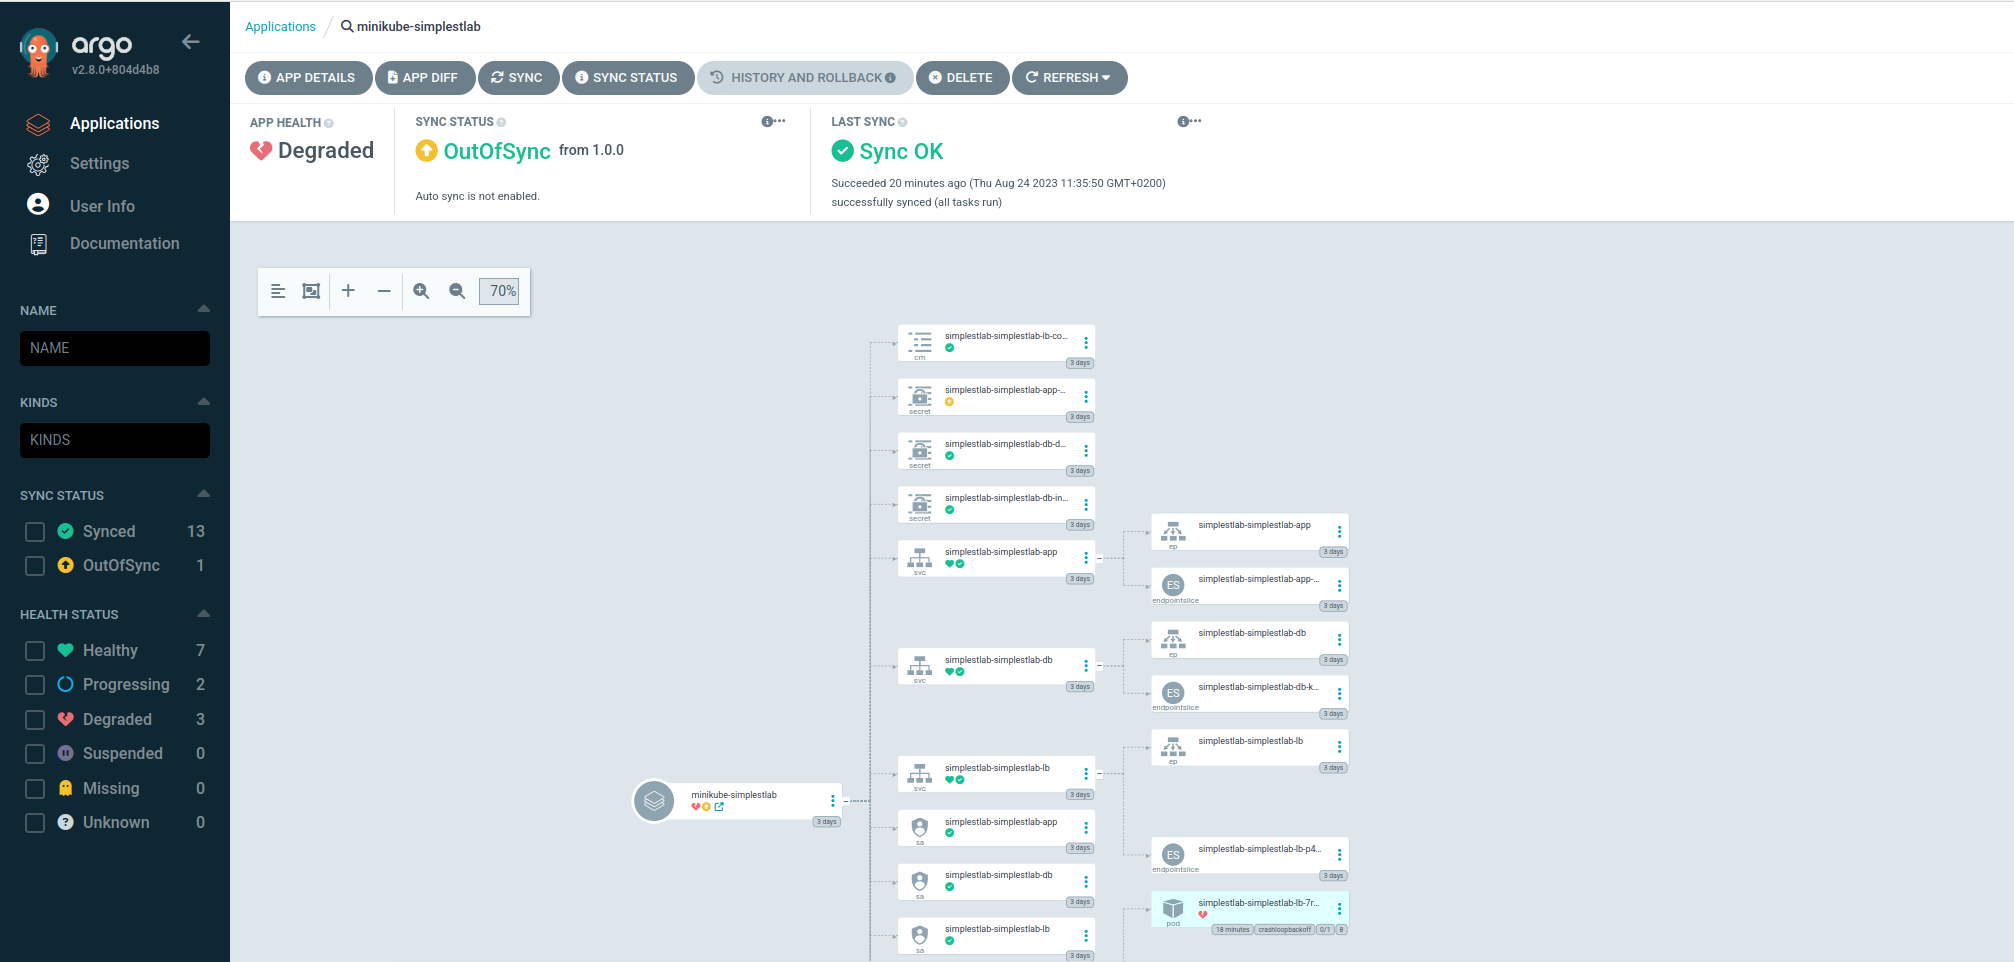 argo
v2.8.0+804d4b8
Applications
Settings
User Info
Documentation
NAME
NAME
KINDS
KINDS
SYNC STATUS
Synced 13
OutOfSync 1
HEALTH STATUS
Healthy 7
Progressing 2
Degraded 3
Suspended 0
Missing 0
Unknown 0
Applications / minikube-simplestlab
APP DETAILS APP DIFF SYNC SYNC STATUS HISTORY AND ROLLBACK DELETE REFRESH
APP HEALTH
Degraded
SYNC STATUS
OutOfSync from 1.0.0
Auto sync is not enabled.
LAST SYNC
Sync OK
Succeeded 20 minutes ago (Thu Aug 24 2023 11:35:50 GMT+0200)
successfully synced (all tasks run)
70%
minikube-simplestlab
3 days
simplestlab-simplestlab-lb-co...
cm
3 days
simplestlab-simplestlab-app-...
secret
3 days
simplestlab-simplestlab-db-d...
secret
3 days
simplestlab-simplestlab-db-in...
secret
3 days
simplestlab-simplestlab-app
svc
3 days
simplestlab-simplestlab-db
svc
3 days
simplestlab-simplestlab-lb
svc
3 days
simplestlab-simplestlab-app
sa
3 days
simplestlab-simplestlab-db
sa
3 days
simplestlab-simplestlab-lb
sa
3 days
simplestlab-simplestlab-app
ep
3 days
simplestlab-simplestlab-app-...
ES
endpointslice
3 days
simplestlab-simplestlab-db
ep
3 days
simplestlab-simplestlab-db-k...
ES
endpointslice
3 days
simplestlab-simplestlab-lb
ep
3 days
simplestlab-simplestlab-lb-p4...
ES
endpointslice
3 days
simplestlab-simplestlab-lb-7r...
pod
18 minutes crashloopbackoff 0/1 8